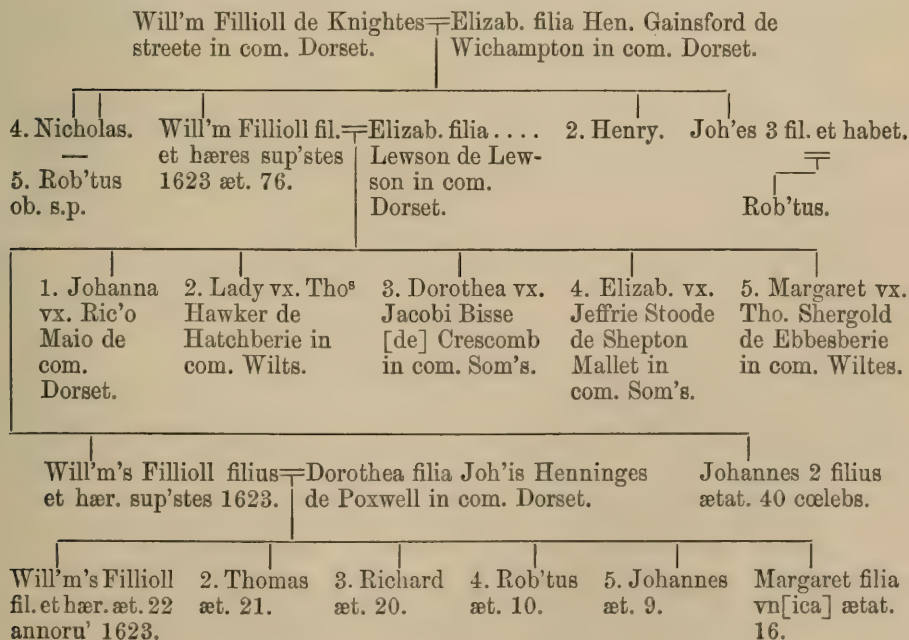 Will'm Fillioll de Knightes
streete in com. Dorset.
Elizab. filia Hen. Gainsford de
Wichampton in com. Dorset.
4. Nicholas.
5. Rob'tus
ob. s.p.
Will'm Fillioll fil.
et hæres sup'stes
1623 æt. 76.
Elizab. filia ....
Lewson de Lew-
son in com.
Dorset.
2. Henry.
Joh'es 3 fil. et habet.
Rob'tus.
1. Johanna
vx. Ric'o
Maio de
com.
Dorset.
2. Lady vx. Thoˢ
Hawker de
Hatchberie in
com. Wilts.
3. Dorothea vx.
Jacobi Bisse
[de] Crescomb
in com. Som's.
4. Elizab. vx.
Jeffrie Stoode
de Shepton
Mallet in
com. Som's.
5. Margaret vx.
Tho. Shergold
de Ebbesberie
in com. Wiltes.
Will'm's Fillioll filius
et hær. sup'stes 1623.
Dorothea filia Joh'is Henninges
de Poxwell in com. Dorset.
Johannes 2 filius
ætat. 40 cœlebs.
Will'm's Fillioll
fil. et hær. æt. 22
annoru' 1623.
2. Thomas
æt. 21.
3. Richard
æt. 20.
4. Rob'tus
æt. 10.
5. Johannes
æt. 9.
Margaret filia
vn[ica] ætat.
16.